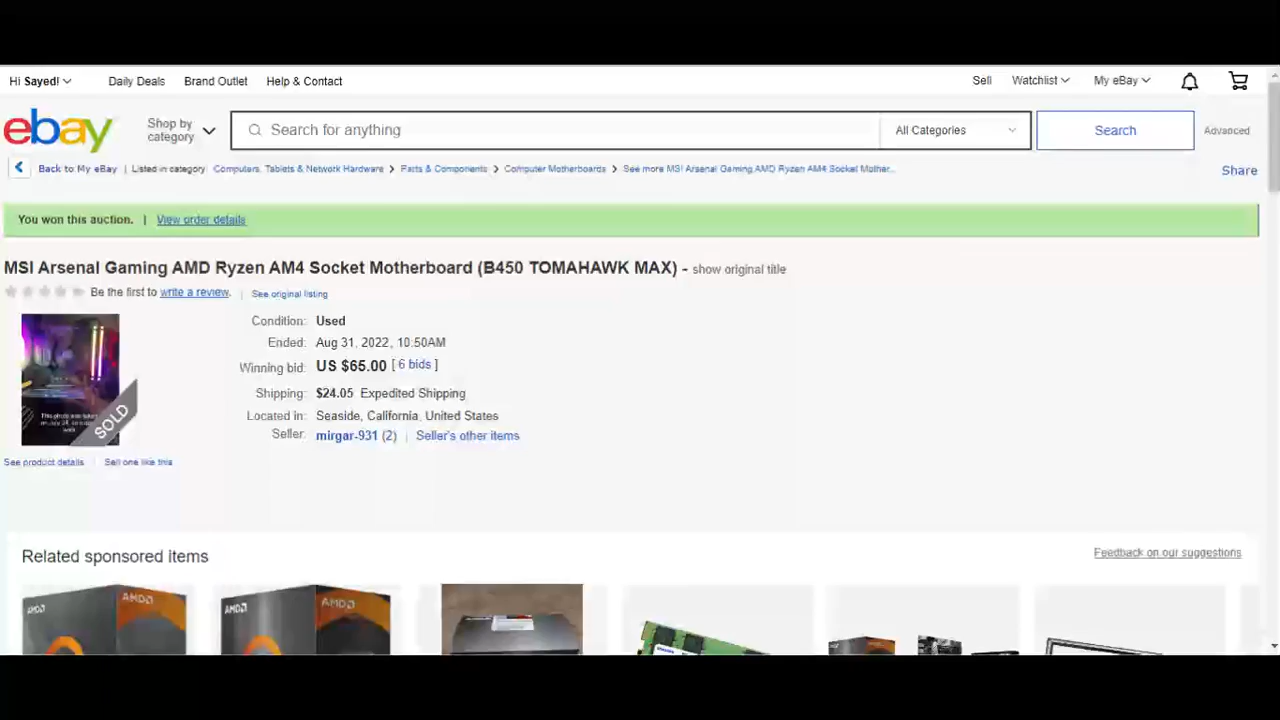 Hi Sayed! Daily Deals Brand Outlet Help & Contact Sell Watchlist My eBay
ebay Shop by category Search for anything All Categories Search Advanced
Back to My eBay | Listed in category Computers, Tablets & Network Hardware > Parts & Components > Computer Motherboards > See more MSI Arsenal Gaming AMD Ryzen AM4 Socket Mother... Share
You won this auction. | View order details
MSI Arsenal Gaming AMD Ryzen AM4 Socket Motherboard (B450 TOMAHAWK MAX) - show original title
Be the first to write a review. | See original listing
Condition: Used
Ended: Aug 31, 2022, 10:50AM
Winning bid: US $65.00 [ 6 bids ]
Shipping: $24.05 Expedited Shipping
Located in: Seaside, California, United States
Seller: mirgar-931 (2) | Seller's other items
This photo was taken
SOLD
See product details Sell one like this
Related sponsored items Feedback on our suggestions
AMD AMD AMD AMD